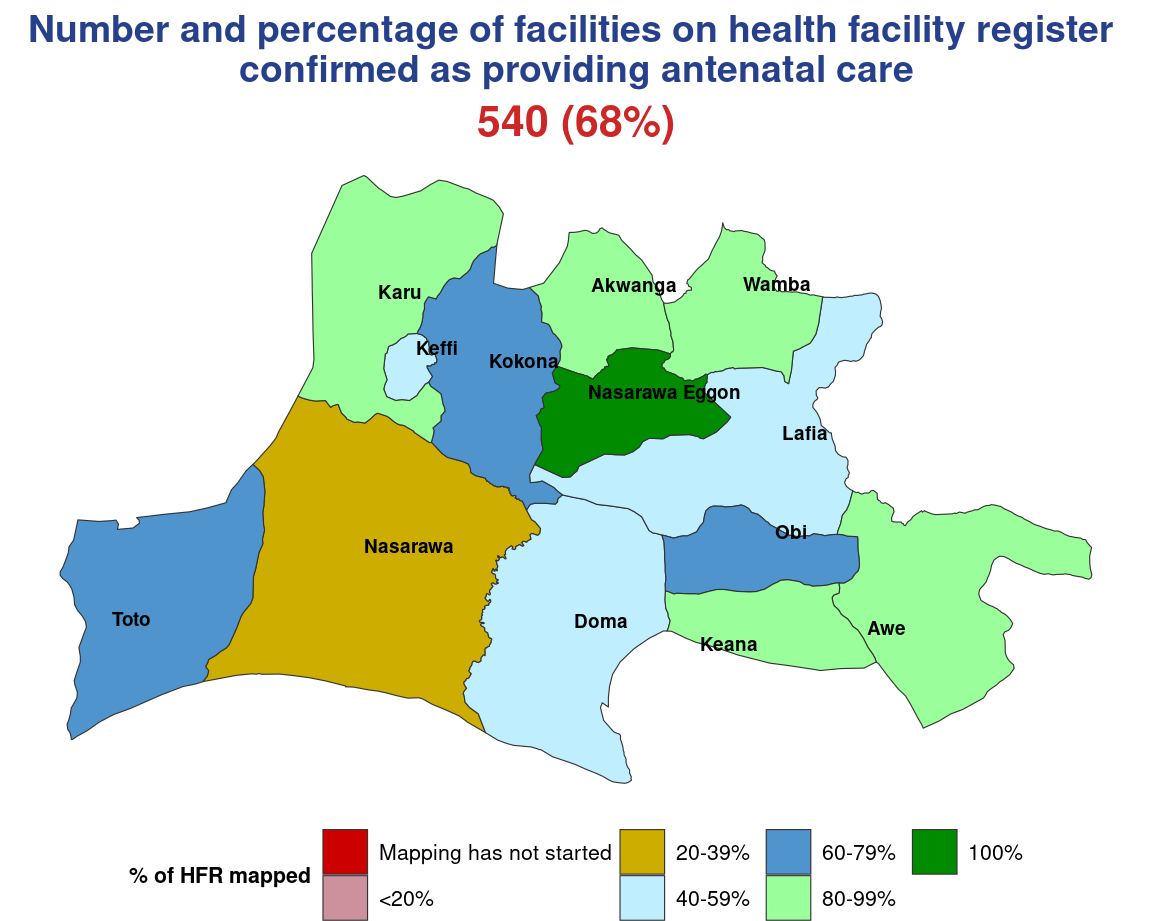 Number and percentage of facilities on health facility register
confirmed as providing antenatal care
540 (68%)
Karu
Akwanga
Wamba
Keffi
Kokona
Nasarawa Eggon
Lafia
Obi
Nasarawa
Toto
Doma
Awe
Keana
% of HFR mapped
Mapping has not started
<20%
20-39%
40-59%
60-79%
80-99%
100%